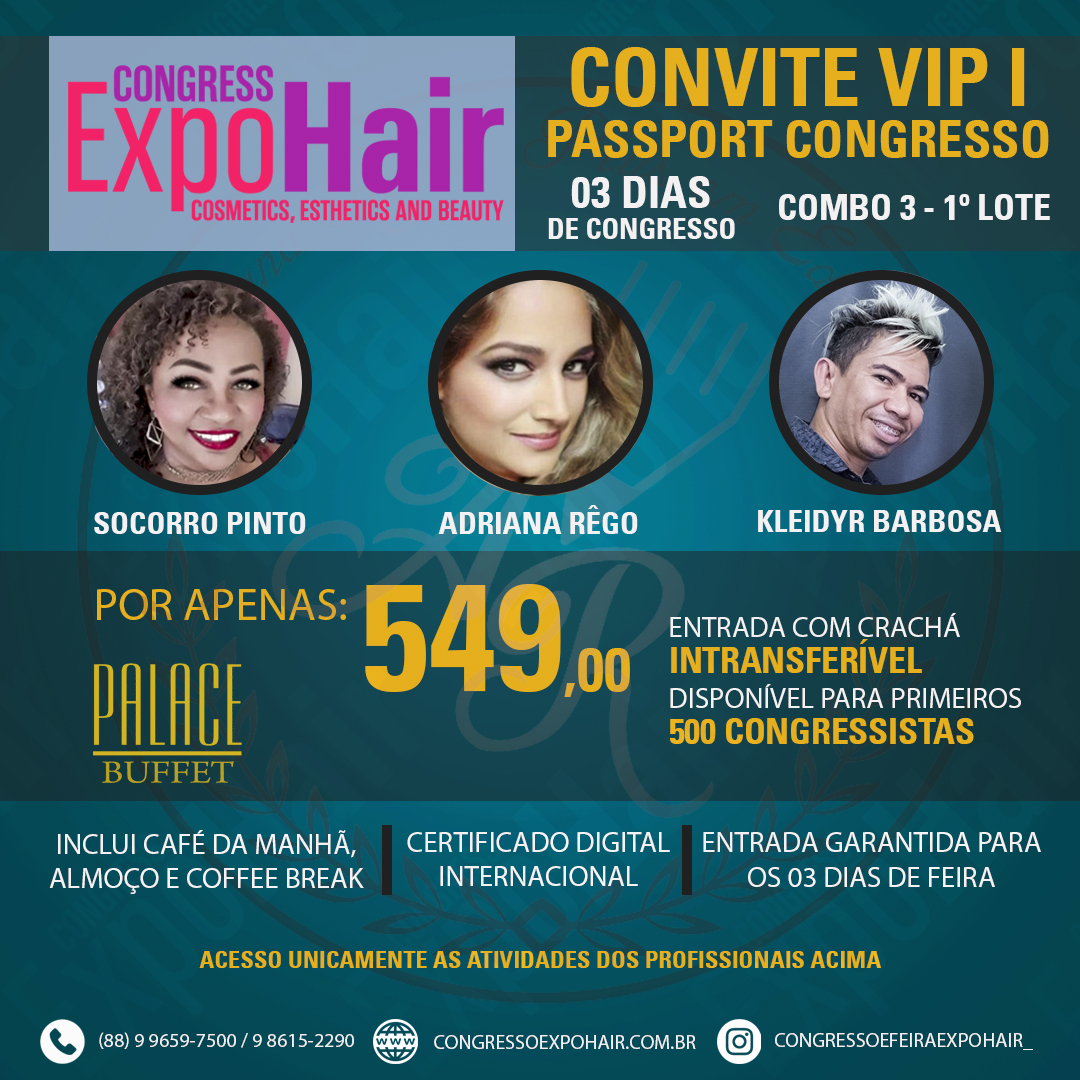 CONGRESS
ExpoHair
COSMETICS, ESTHETICS AND BEAUTY
CONVITE VIP I
PASSPORT CONGRESSO
03 DIAS
DE CONGRESSO
COMBO 3 - 1º LOTE
SOCORRO PINTO
ADRIANA RÊGO
KLEIDYR BARBOSA
POR APENAS:
549,00
PALACE
BUFFET
ENTRADA COM CRACHÁ
INTRANSFERÍVEL
DISPONÍVEL PARA PRIMEIROS
500 CONGRESSISTAS
INCLUI CAFÉ DA MANHÃ,
ALMOÇO E COFFEE BREAK
CERTIFICADO DIGITAL
INTERNACIONAL
ENTRADA GARANTIDA PARA
OS 03 DIAS DE FEIRA
ACESSO UNICAMENTE AS ATIVIDADES DOS PROFISSIONAIS ACIMA
(88) 9 9659-7500 / 9 8615-2290
WWW
CONGRESSOEXPOHAIR.COM.BR
CONGRESSOEFEIRAEXPOHAIR_